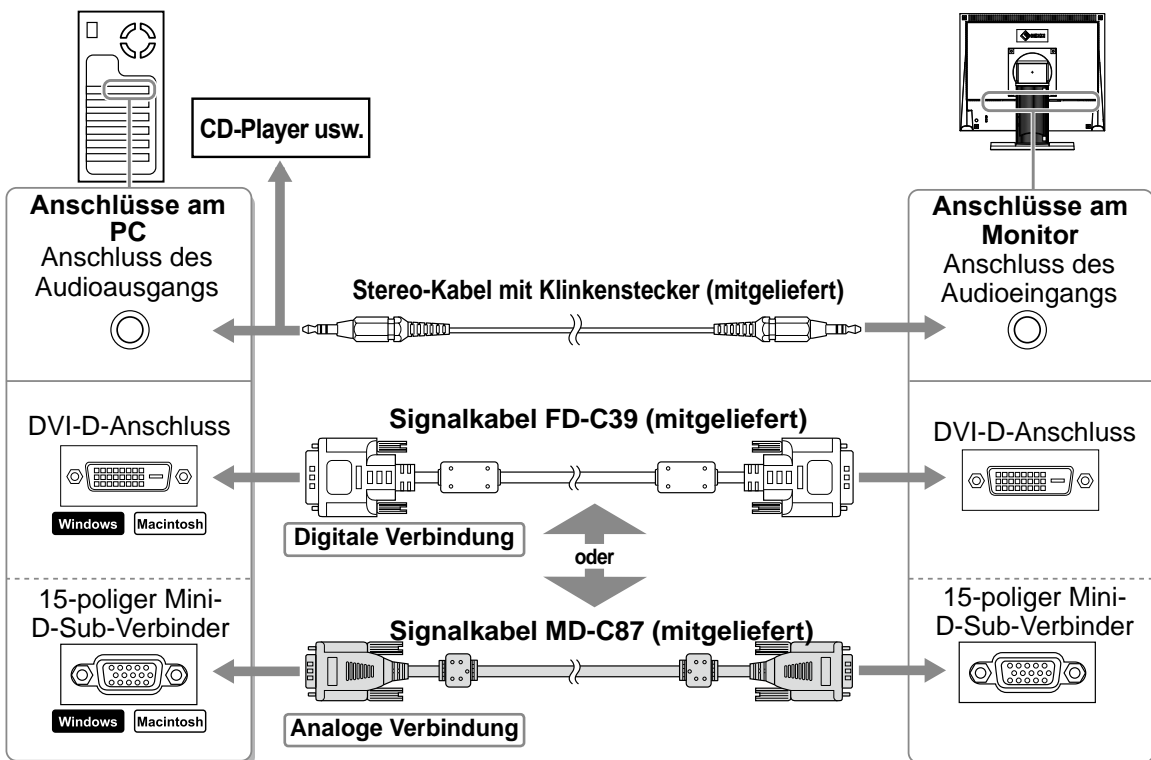 CD-Player usw.
Anschlüsse am
PC
Anschluss des
Audioausgangs
Stereo-Kabel mit Klinkenstecker (mitgeliefert)
Anschlüsse am
Monitor
Anschluss des
Audioeingangs
DVI-D-Anschluss
Windows
Macintosh
Signalkabel FD-C39 (mitgeliefert)
Digitale Verbindung
DVI-D-Anschluss
oder
15-poliger Mini-
D-Sub-Verbinder
Windows
Macintosh
Signalkabel MD-C87 (mitgeliefert)
Analoge Verbindung
15-poliger Mini-
D-Sub-Verbinder